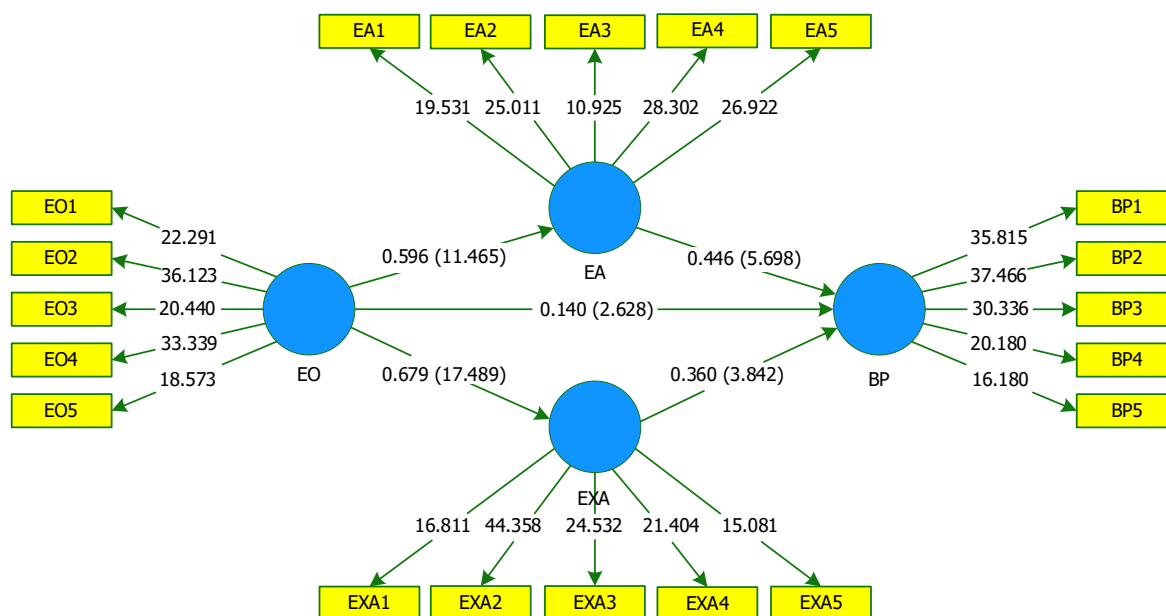 EA1 EA2 EA3 EA4 EA5
19.531 25.011 10.925 28.302 26.922
EO1
EO2
EO3
EO4
EO5
22.291
36.123
20.440
33.339
18.573
EO
0.596 (11.465)
EA
0.446 (5.698)
0.140 (2.628)
0.679 (17.489)
EXA
0.360 (3.842)
BP
35.815
37.466
30.336
20.180
16.180
BP1
BP2
BP3
BP4
BP5
16.811 44.358 24.532 21.404 15.081
EXA1 EXA2 EXA3 EXA4 EXA5